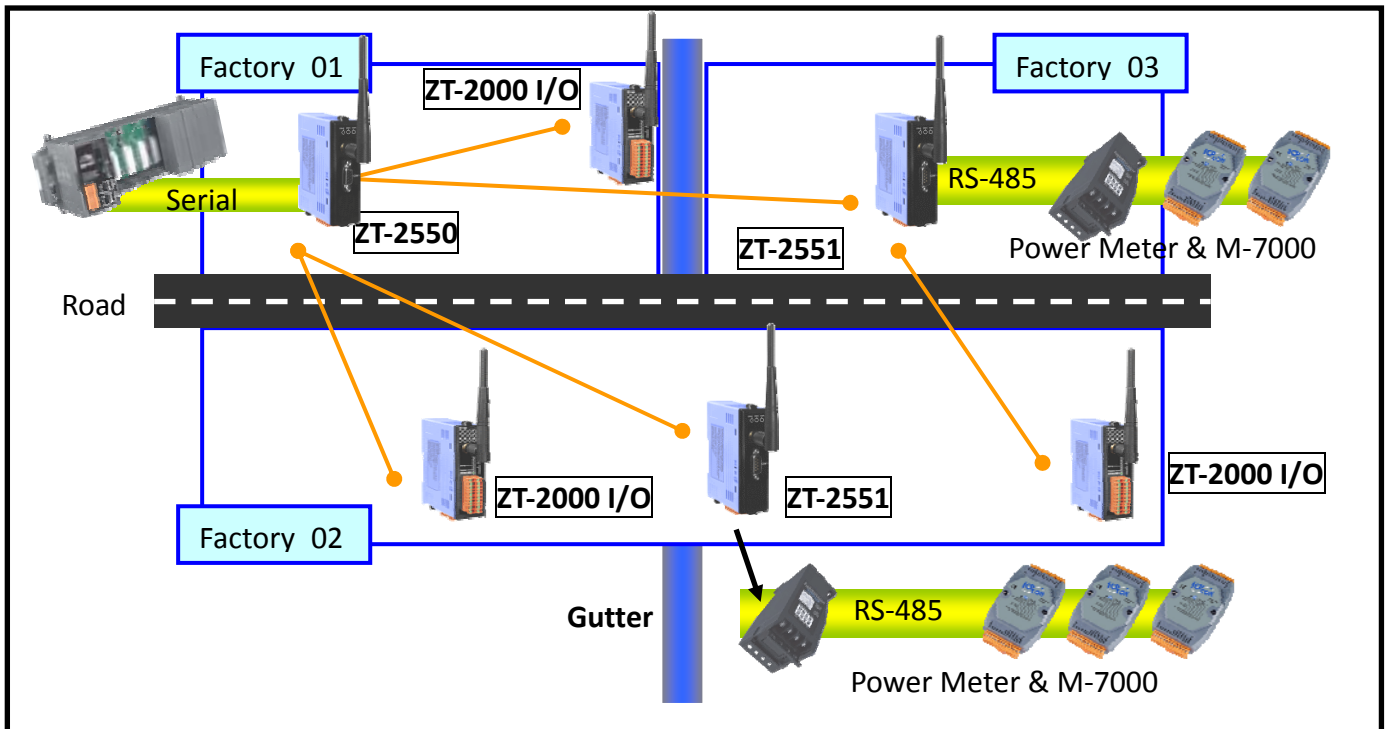 Factory 01
ZT-2000 I/O
Factory 03
Serial
ZT-2550
RS-485
ZT-2551
Power Meter & M-7000
Road
ZT-2000 I/O
ZT-2551
ZT-2000 I/O
Factory 02
Gutter
RS-485
Power Meter & M-7000